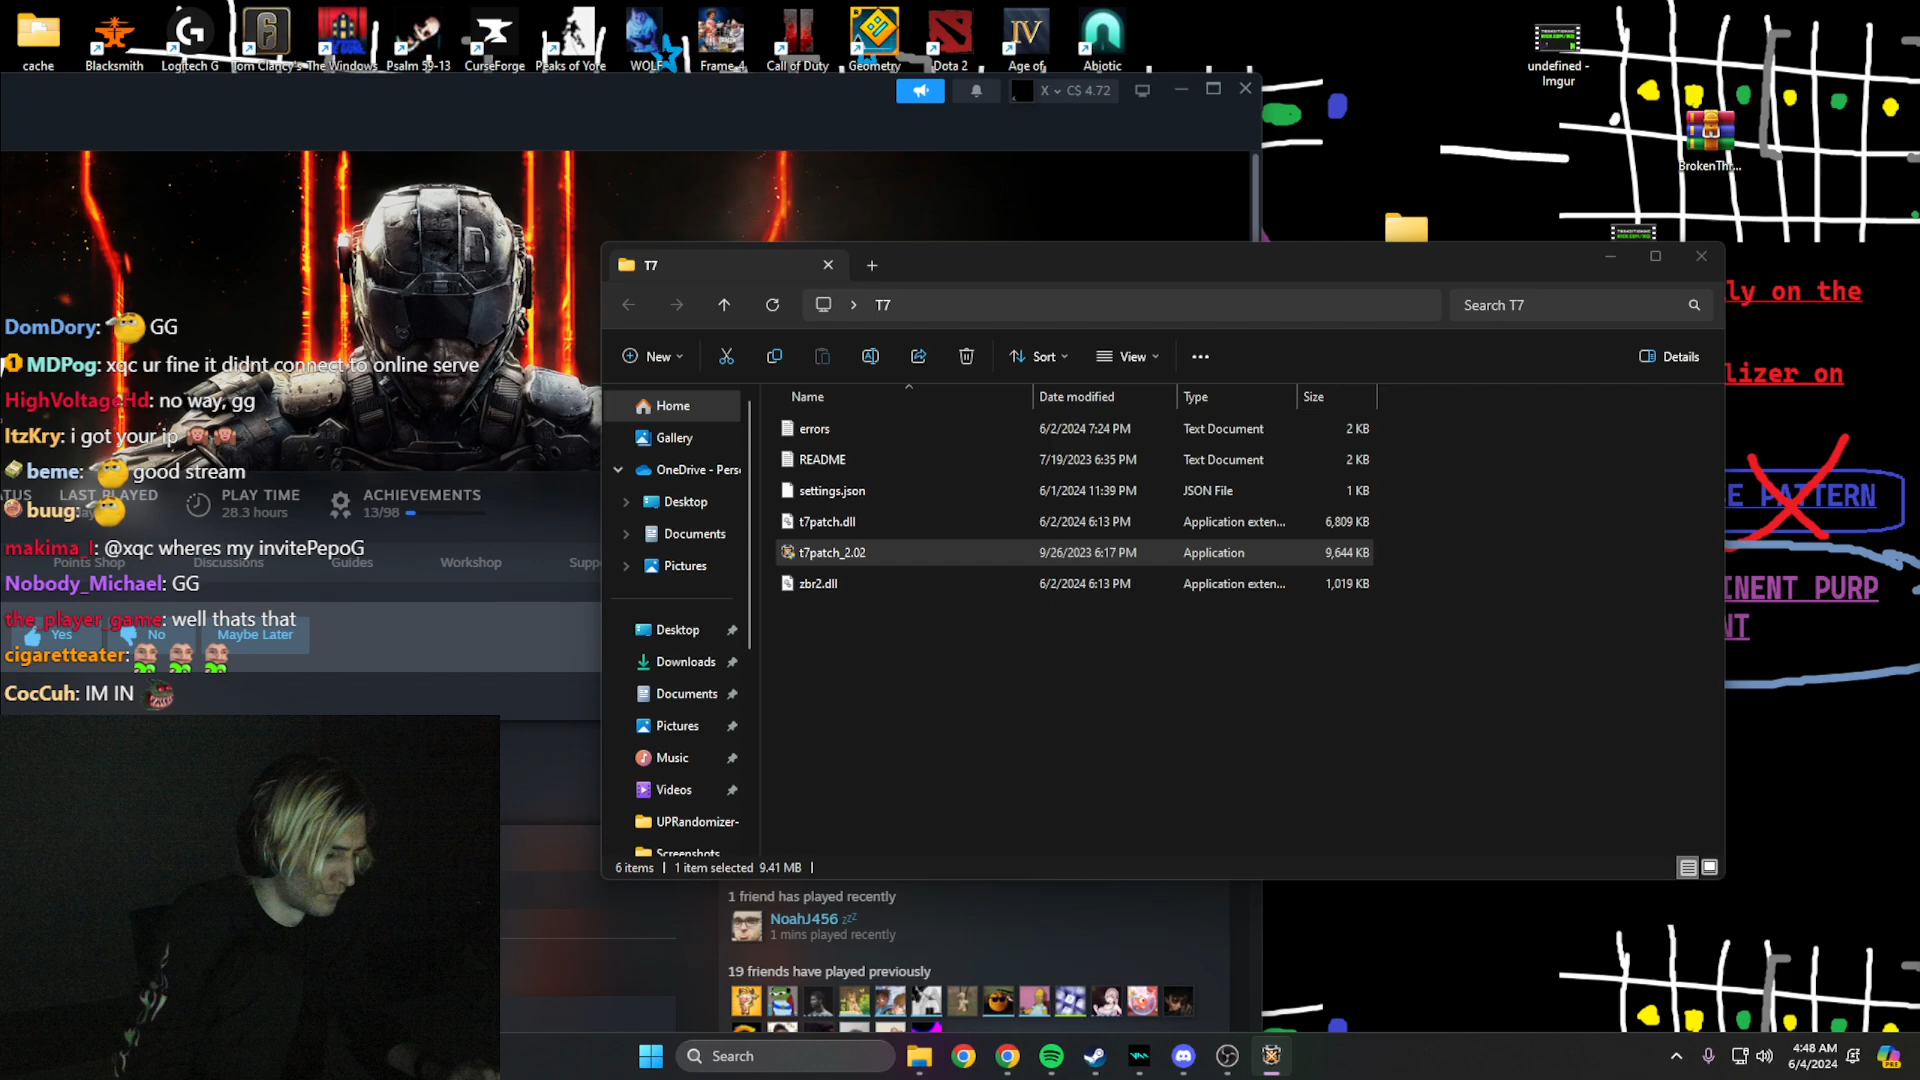 cache
Blacksmith
Logitech G
Tom Clancy's
The Windows
Psalm 59-13
CurseForge
Peaks of Yore
WOLF
Frame 4
Call of Duty
Geometry
Dota 2
Age of
Abiotic
undefined -
Imgur
BrokenThr...
X
C$ 4.72
T7
T7
Search T7
New
Sort
View
Details
Name
Date modified
Type
Size
errors
6/2/2024 7:24 PM
Text Document
2 KB
README
7/19/2023 6:35 PM
Text Document
2 KB
settings.json
6/1/2024 11:39 PM
JSON File
1 KB
t7patch.dll
6/2/2024 6:13 PM
Application exten...
6,809 KB
t7patch_2.02
9/26/2023 6:17 PM
Application
9,644 KB
zbr2.dll
6/2/2024 6:13 PM
Application exten...
1,019 KB
Home
Gallery
OneDrive - Pers
Desktop
Documents
Pictures
Desktop
Downloads
Documents
Pictures
Music
Videos
UPRandomizer-
Screenshots
6 items
1 item selected 9.41 MB
DomDory: GG
MDPog: xqc ur fine it didnt connect to online serve
HighVoltageHd: no way, gg
ItzKry: i got your ip
beme: good stream
buug:
makima_l: @xqc wheres my invitePepoG
Nobody_Michael: GG
the_player_game: well thats that
cigaretteater:
CocCuh: IM IN
ATUS
LAST PLAYED
PLAY TIME
28.3 hours
ACHIEVEMENTS
13/98
Points Shop
Discussions
Guides
Workshop
Supp
Yes
No
Maybe Later
ly on the
lizer on
E PATTERN
INENT PURP
NT
1 friend has played recently
NoahJ456 zzZ
1 mins played recently
19 friends have played previously
Search
4:48 AM
6/4/2024
PRE